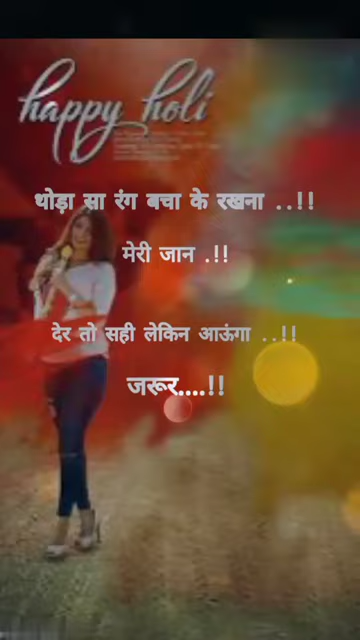 happy holi
थोड़ा सा रंग बचा के रखना ..!!
मेरी जान .!!
देर तो सही लेकिन आऊंगा ..!!
जरूर....!!